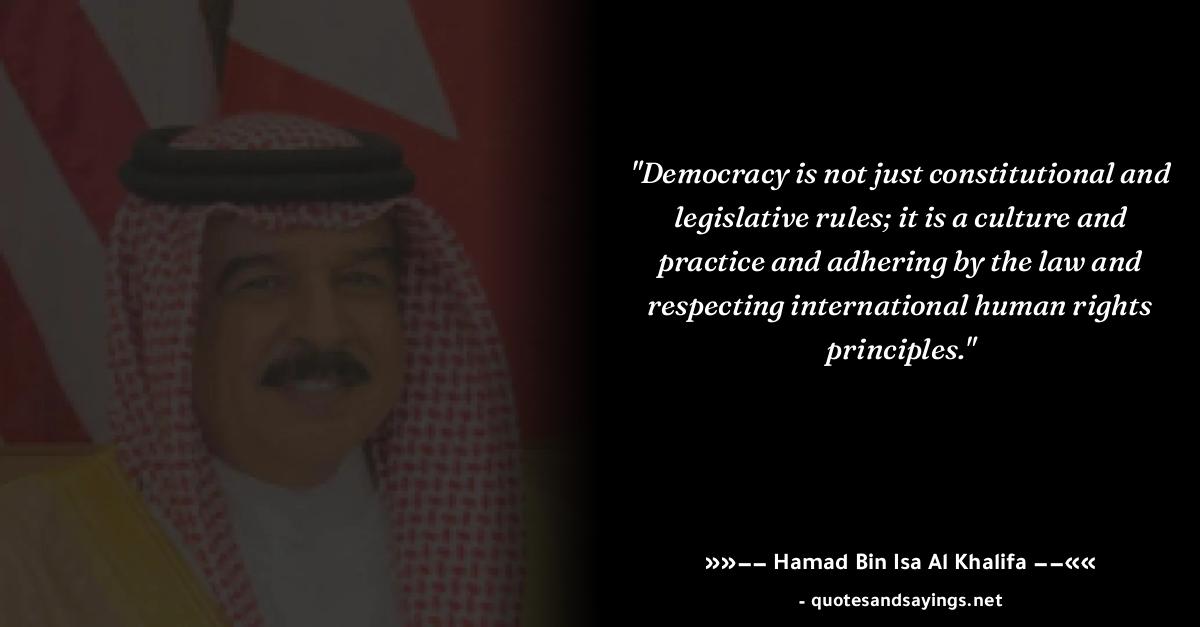 "Democracy is not just constitutional and
legislative rules; it is a culture and
practice and adhering by the law and
respecting international human rights
principles."
»»−− Hamad Bin Isa Al Khalifa −−««
- quotesandsayings.net